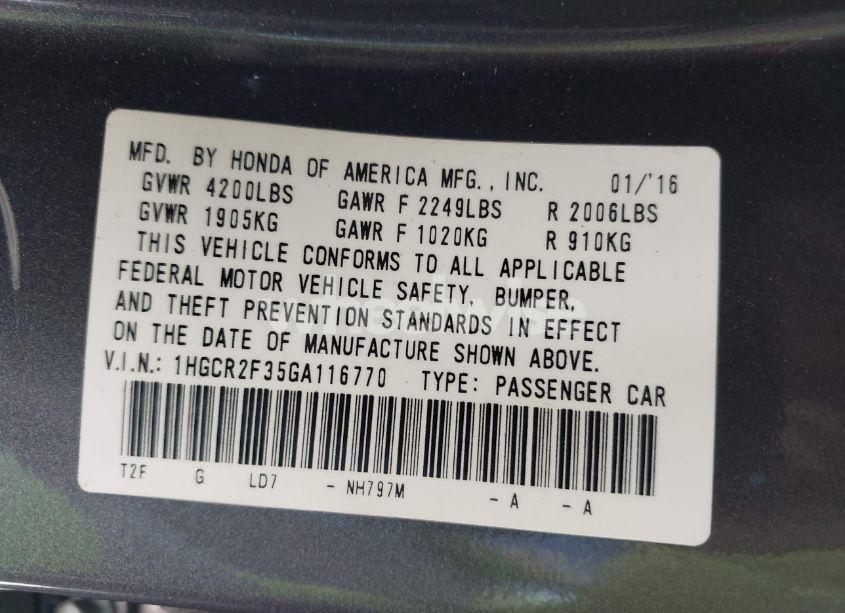 MFD. BY HONDA OF AMERICA MFG., INC. 01/'16
GVWR 4200LBS GAWR F 2249LBS R 2006LBS
GVWR 1905KG GAWR F 1020KG R 910KG
THIS VEHICLE CONFORMS TO ALL APPLICABLE
FEDERAL MOTOR VEHICLE SAFETY, BUMPER,
AND THEFT PREVENTION STANDARDS IN EFFECT
ON THE DATE OF MANUFACTURE SHOWN ABOVE.
V.I.N.: 1HGCR2F35GA116770 TYPE: PASSENGER CAR
T2F G LD7 - NH797M - A - A